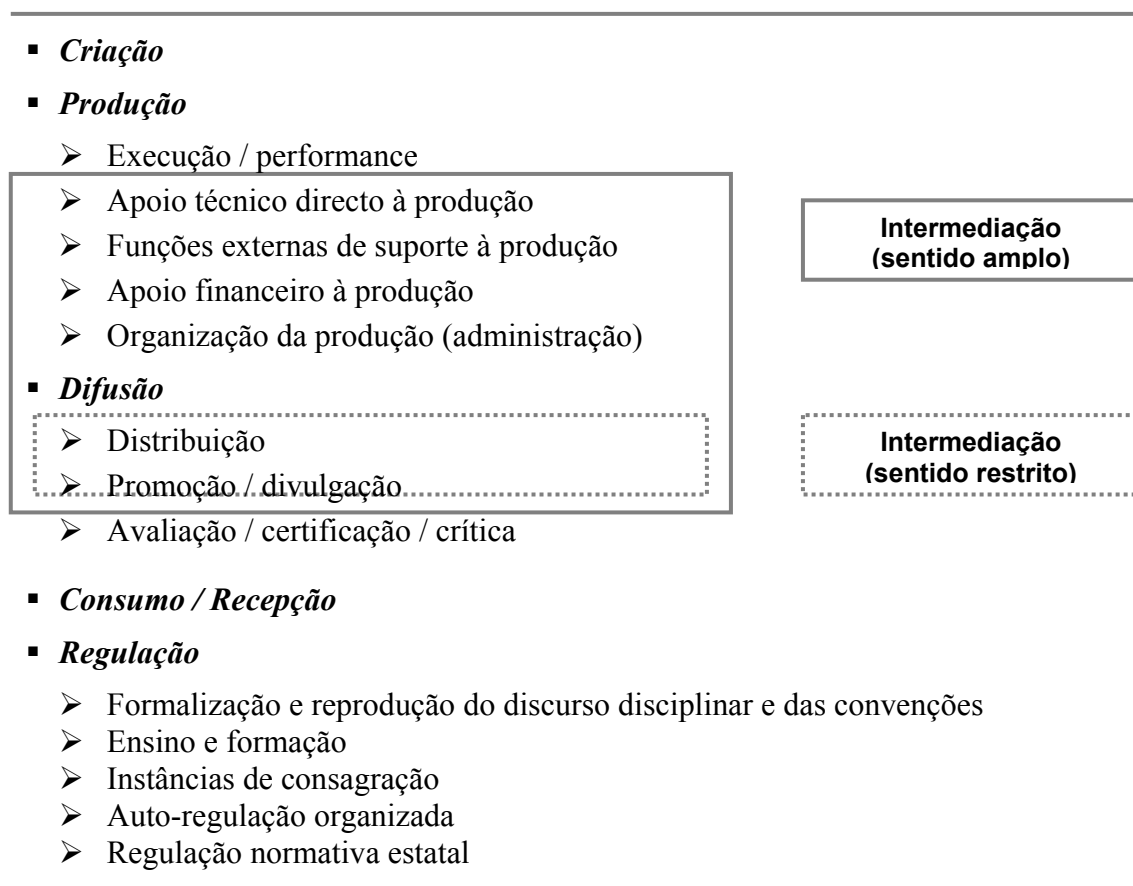 ▪ Criação
▪ Produção
➢ Execução / performance
➢ Apoio técnico directo à produção
➢ Funções externas de suporte à produção
➢ Apoio financeiro à produção
➢ Organização da produção (administração)
Intermediação
(sentido amplo)
▪ Difusão
➢ Distribuição
➢ Promoção / divulgação
➢ Avaliação / certificação / crítica
Intermediação
(sentido restrito)
▪ Consumo / Recepção
▪ Regulação
➢ Formalização e reprodução do discurso disciplinar e das convenções
➢ Ensino e formação
➢ Instâncias de consagração
➢ Auto-regulação organizada
➢ Regulação normativa estatal